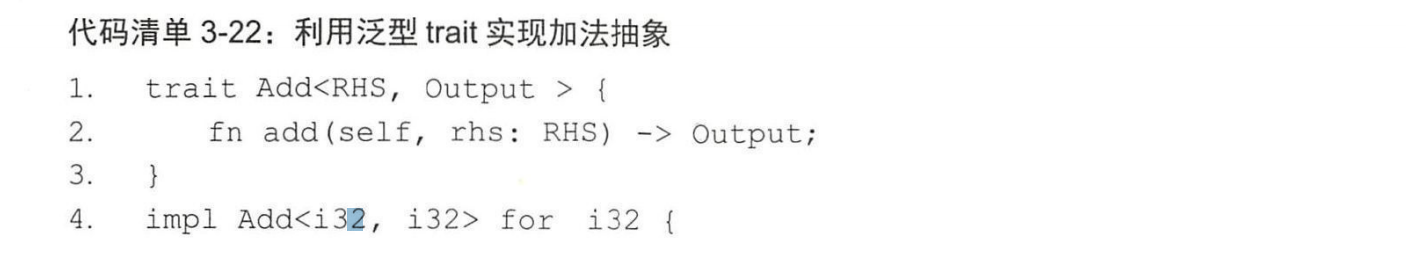 代码清单 3-22：利用泛型 trait 实现加法抽象
1. trait Add<RHS, Output > {
2. fn add(self, rhs: RHS) -> Output;
3. }
4. impl Add<i32, i32> for i32 {